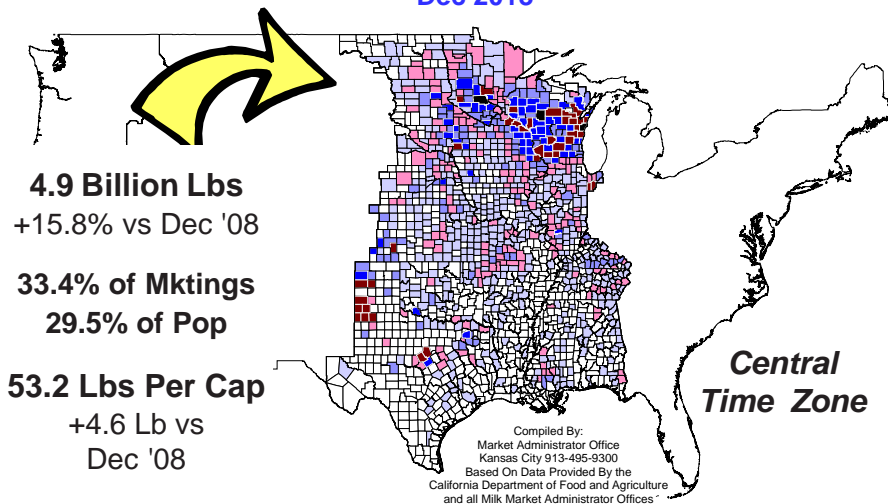 Dec 2013
4.9 Billion Lbs
+15.8% vs Dec '08
33.4% of Mktings
29.5% of Pop
53.2 Lbs Per Cap
+4.6 Lb vs
Dec '08
Central
Time Zone
Compiled By:
Market Administrator Office
Kansas City 913-495-9300
Based On Data Provided By the
California Department of Food and Agriculture
and all Milk Market Administrator Offices